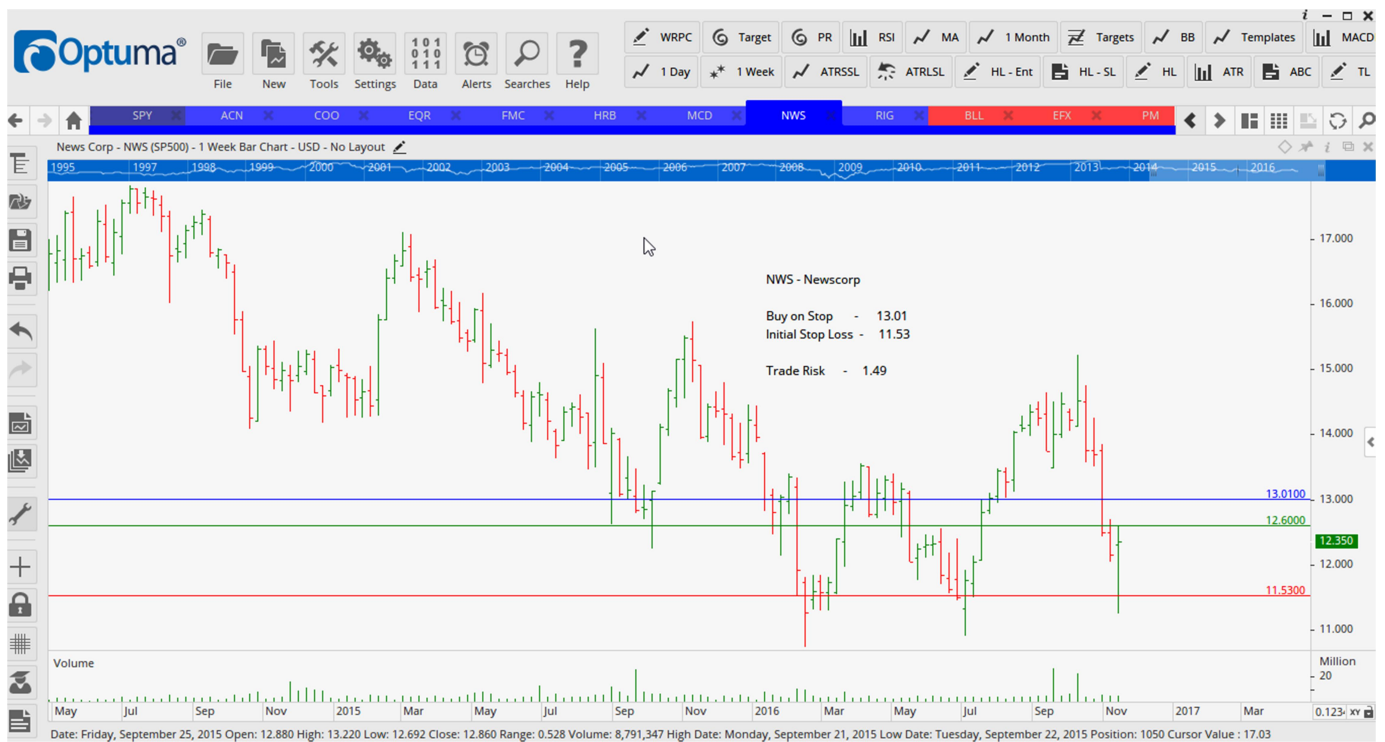 i
Optuma®
File New Tools Settings Data Alerts Searches Help
101
010
111
WRPC Target PR RSI MA 1 Month Targets BB Templates MACD
1 Day 1 Week ATRSSL ATRLSL HL - Ent HL - SL HL ATR ABC TL
SPY ACN COO EQR FMC HRB MCD NWS RIG BLL EFX PM
News Corp - NWS (SP500) - 1 Week Bar Chart - USD - No Layout
1995 1997 1998 1999 2000 2001 2002 2003 2004 2005 2006 2007 2008 2009 2010 2011 2012 2013 2014 2015 2016
17.000
NWS - Newscorp
16.000
Buy on Stop - 13.01
Initial Stop Loss - 11.53
15.000
Trade Risk - 1.49
14.000
13.0100
13.000
12.6000
12.350
12.000
11.5300
11.000
Volume
Million
20
May Jul Sep Nov 2015 Mar May Jul Sep Nov 2016 Mar May Jul Sep Nov 2017 Mar
0.123 XY
Date: Friday, September 25, 2015 Open: 12.880 High: 13.220 Low: 12.692 Close: 12.860 Range: 0.528 Volume: 8,791,347 High Date: Monday, September 21, 2015 Low Date: Tuesday, September 22, 2015 Position: 1050 Cursor Value : 17.03